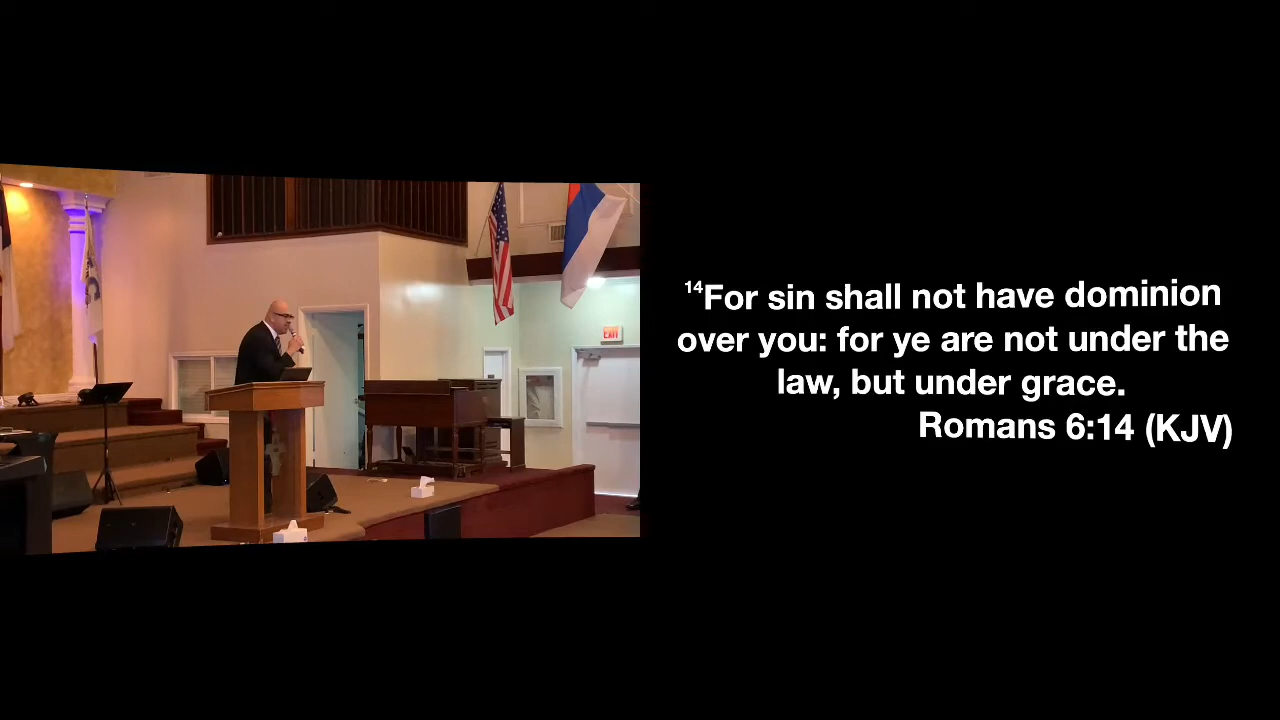 EXIT
¹⁴For sin shall not have dominion
over you: for ye are not under the
law, but under grace.
Romans 6:14 (KJV)